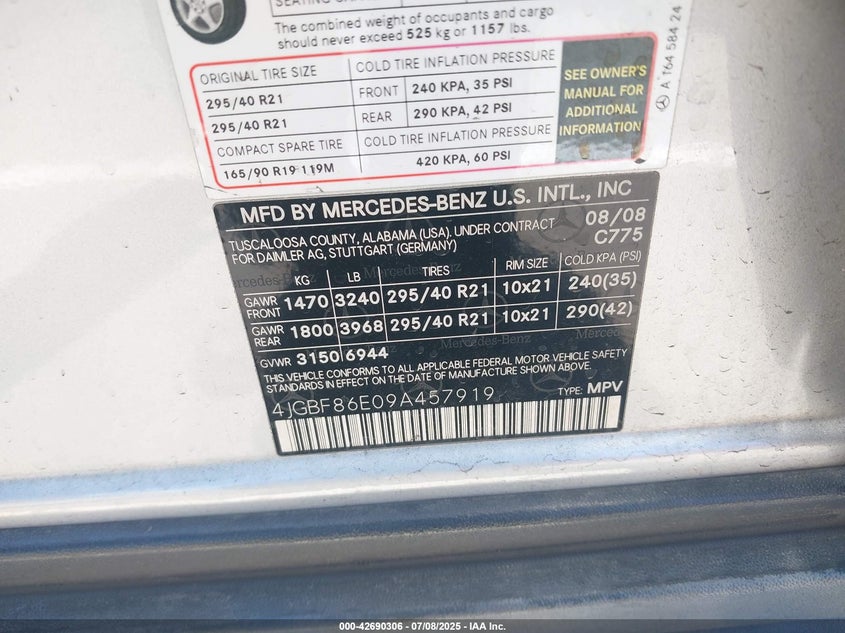 The combined weight of occupants and cargo
should never exceed 525 kg or 1157 lbs.
ORIGINAL TIRE SIZE
COLD TIRE INFLATION PRESSURE
295/40 R21
FRONT
240 KPA, 35 PSI
295/40 R21
REAR
290 KPA, 42 PSI
COMPACT SPARE TIRE
COLD TIRE INFLATION PRESSURE
165/90 R19 119M
420 KPA, 60 PSI
SEE OWNER'S
MANUAL FOR
ADDITIONAL
INFORMATION
A 164 584 24
MFD BY MERCEDES-BENZ U.S. INTL., INC
TUSCALOOSA COUNTY, ALABAMA (USA). UNDER CONTRACT
FOR DAIMLER AG, STUTTGART (GERMANY)
08/08
C775
KG LB TIRES RIM SIZE COLD KPA (PSI)
GAWR FRONT 1470 3240 295/40 R21 10x21 240(35)
GAWR REAR 1800 3968 295/40 R21 10x21 290(42)
GVWR 3150 6944
THIS VEHICLE CONFORMS TO ALL APPLICABLE FEDERAL MOTOR VEHICLE SAFETY
STANDARDS IN EFFECT ON THE DATE OF MANUFACTURE SHOWN ABOVE.
4JGBF86E09A457919
TYPE: MPV
000-42690306 - 07/08/2025 - IAA Inc.